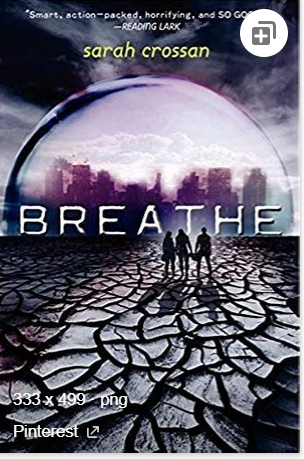 "Smart, action-packed, horrifying, and SO GO
—READING LARK
sarah crossan
BREATHE
333 x 499 png
Pinterest